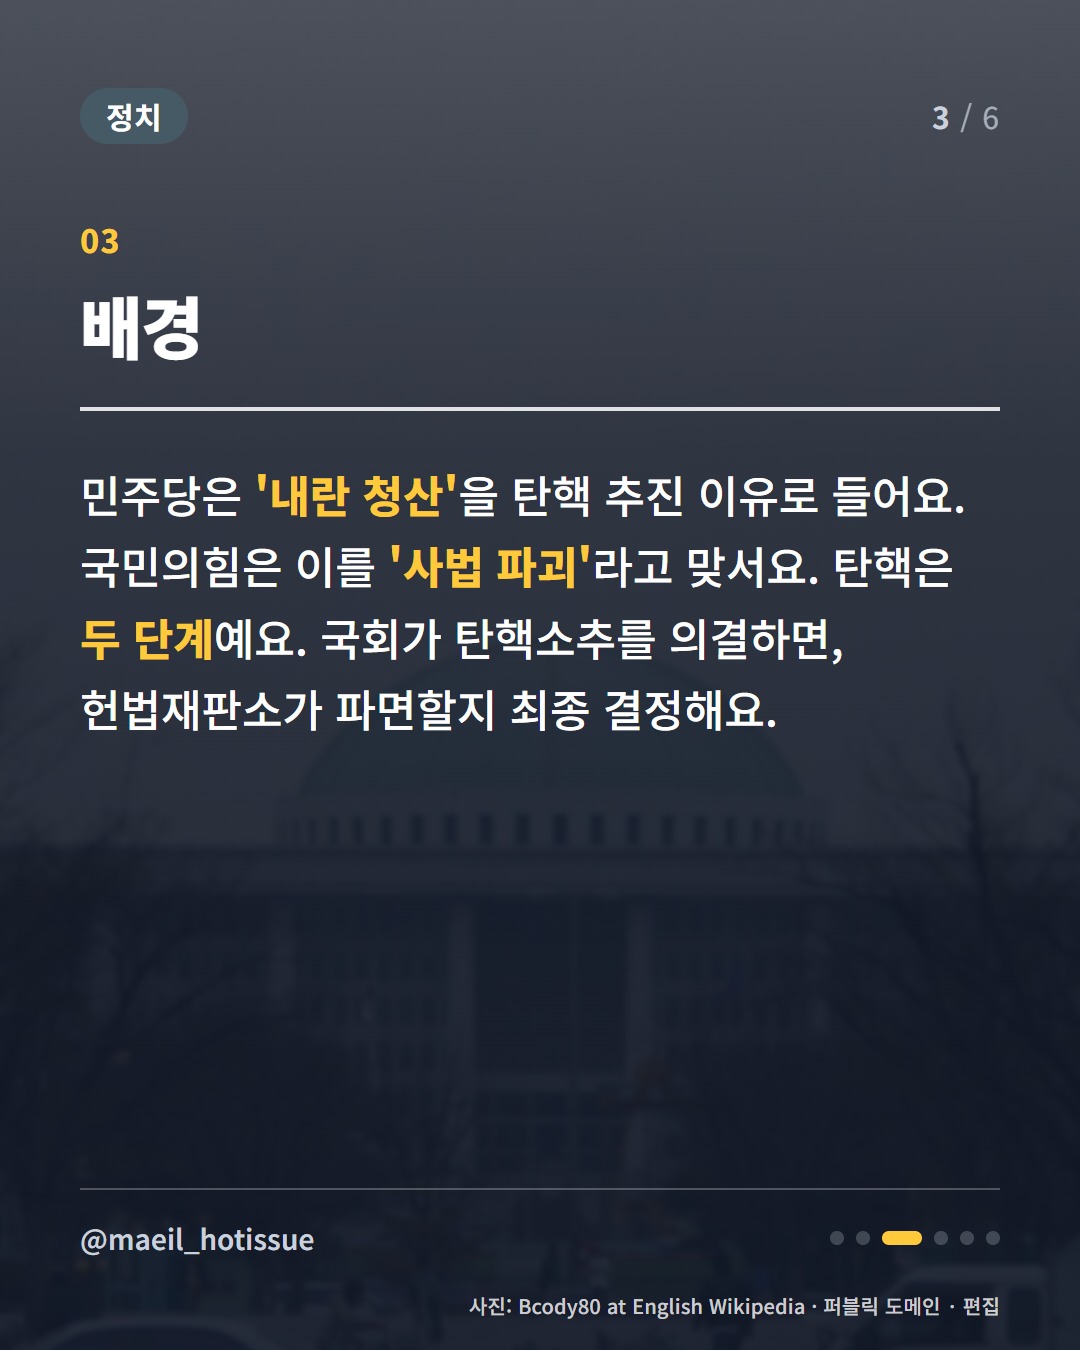 정치
3 / 6
03
배경
민주당은 '내란 청산'을 탄핵 추진 이유로 들어요.
국민의힘은 이를 '사법 파괴'라고 맞서요. 탄핵은
두 단계예요. 국회가 탄핵소추를 의결하면,
헌법재판소가 파면할지 최종 결정해요.
@maeil_hotissue
사진: Bcody80 at English Wikipedia · 퍼블릭 도메인 · 편집